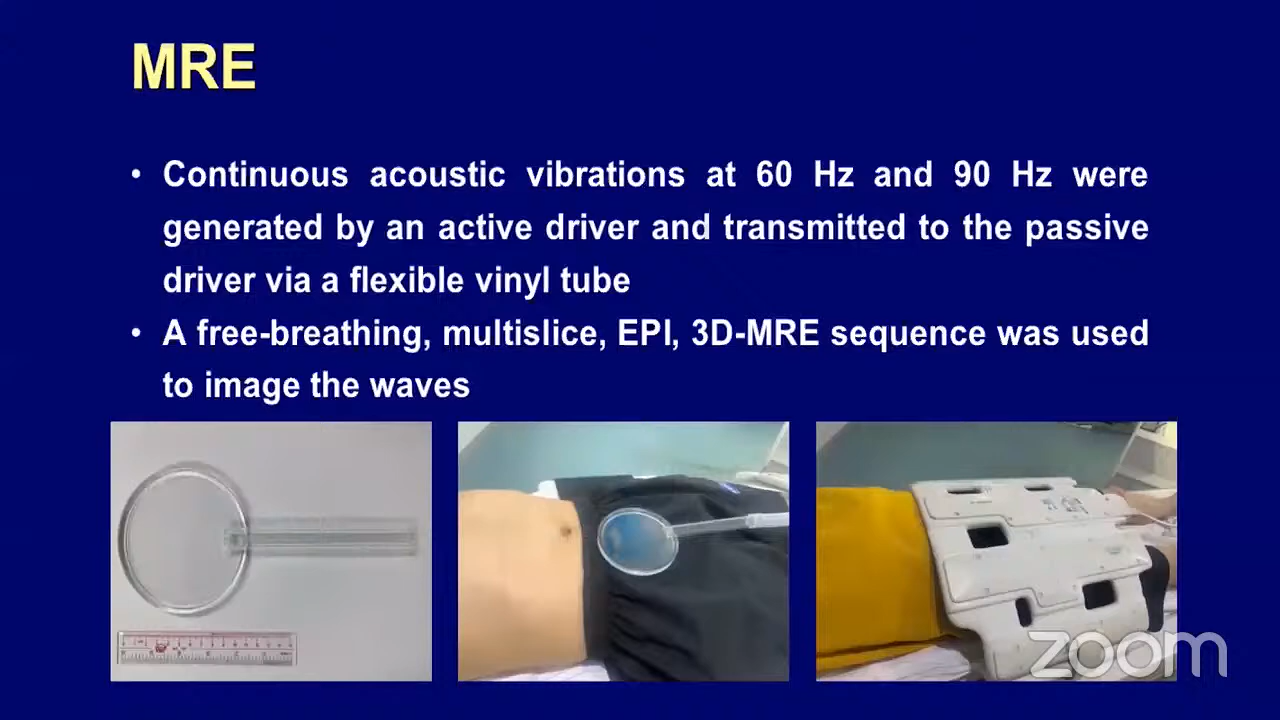 MRE
• Continuous acoustic vibrations at 60 Hz and 90 Hz were
generated by an active driver and transmitted to the passive
driver via a flexible vinyl tube
• A free-breathing, multislice, EPI, 3D-MRE sequence was used
to image the waves
zoom